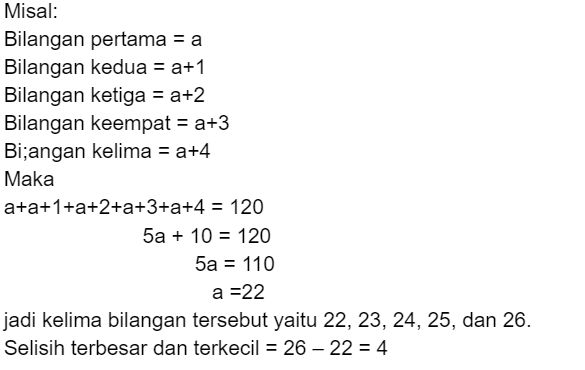 Misal:
Bilangan pertama = a
Bilangan kedua = a+1
Bilangan ketiga = a+2
Bilangan keempat = a+3
Bi;angan kelima = a+4
Maka
a+a+1+a+2+a+3+a+4 = 120
5a + 10 = 120
5a = 110
a =22
jadi kelima bilangan tersebut yaitu 22, 23, 24, 25, dan 26.
Selisih terbesar dan terkecil = 26 – 22 = 4